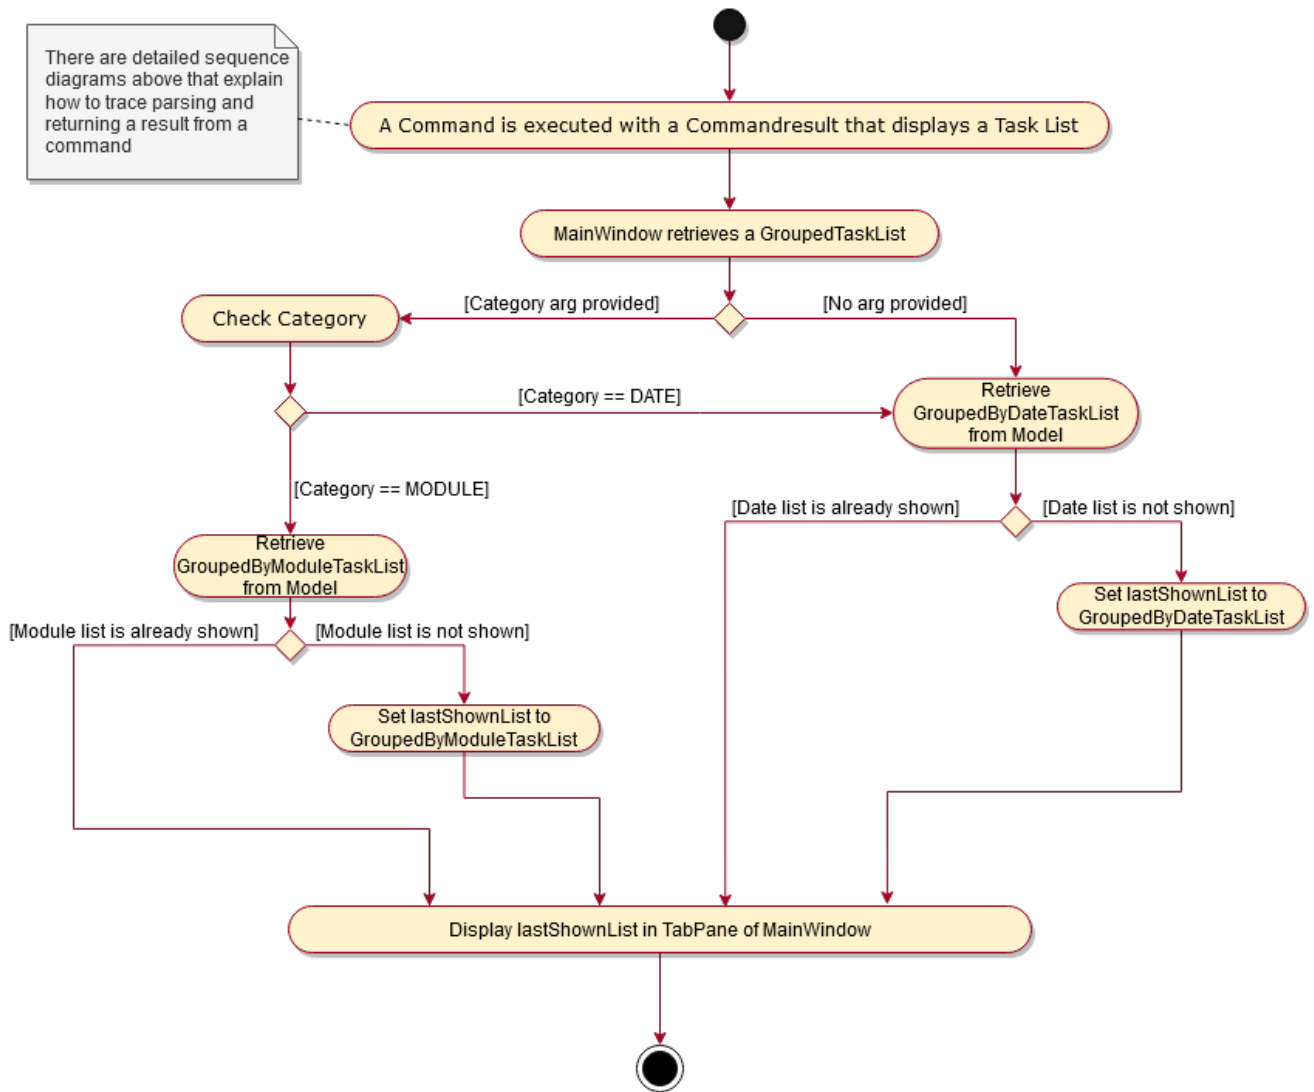 There are detailed sequence
diagrams above that explain
how to trace parsing and
returning a result from a
command
A Command is executed with a Commandresult that displays a Task List
MainWindow retrieves a GroupedTaskList
[Category arg provided]
[No arg provided]
Check Category
[Category == DATE]
Retrieve
GroupedByDateTaskList
from Model
[Category == MODULE]
[Date list is already shown]
[Date list is not shown]
Retrieve
GroupedByModuleTaskList
from Model
Set lastShownList to
GroupedByDateTaskList
[Module list is already shown]
[Module list is not shown]
Set lastShownList to
GroupedByModuleTaskList
Display lastShownList in TabPane of MainWindow